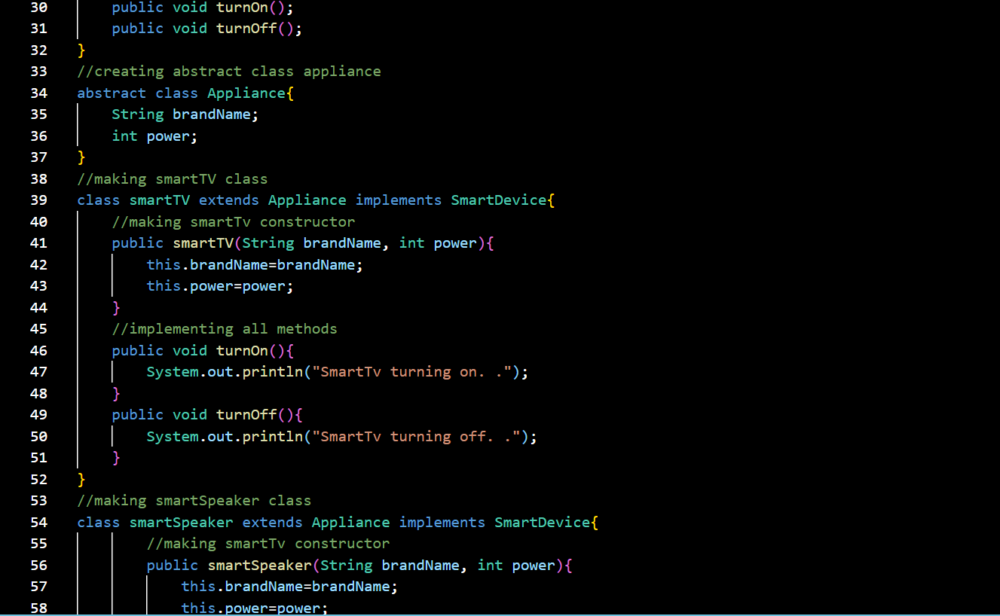 30 public void turnOn();
31 public void turnOff();
32 }
33 //creating abstract class appliance
34 abstract class Appliance{
35 String brandName;
36 int power;
37 }
38 //making smartTV class
39 class smartTV extends Appliance implements SmartDevice{
40 //making smartTv constructor
41 public smartTV(String brandName, int power){
42 this.brandName=brandName;
43 this.power=power;
44 }
45 //implementing all methods
46 public void turnOn(){
47 System.out.println("SmartTv turning on. .");
48 }
49 public void turnOff(){
50 System.out.println("SmartTv turning off. .");
51 }
52 }
53 //making smartSpeaker class
54 class smartSpeaker extends Appliance implements SmartDevice{
55 //making smartTv constructor
56 public smartSpeaker(String brandName, int power){
57 this.brandName=brandName;
58 this.power=power;